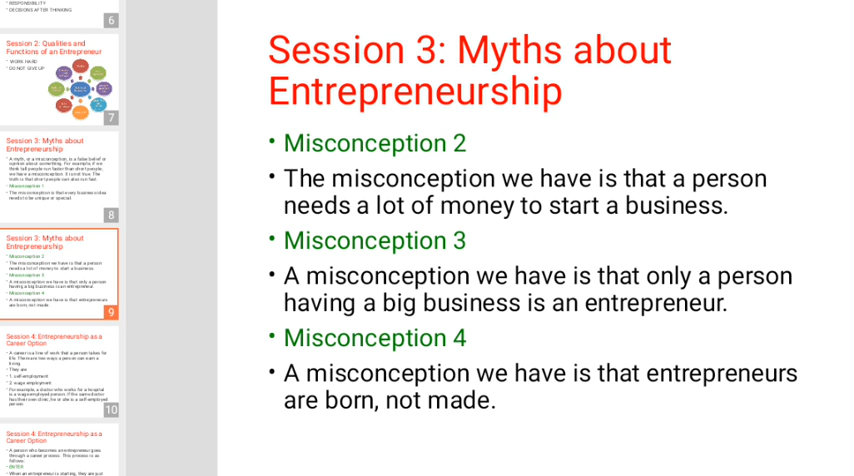 * RESPONSIBILITY
* DECISIONS AFTER THINKING
6
Session 2: Qualities and
Functions of an Entrepreneur
* WORK HARD
* DO NOT GIVE UP
7
Session 3: Myths about
Entrepreneurship
* A myth, or a misconception, is a false belief or
opinion about something. For example, if we
think tall people run faster than short people,
we have a misconception. It is not true. The
truth is that short people can also run fast.
* Misconception 1
* The misconception is that every business idea
needs to be unique or special.
8
Session 3: Myths about
Entrepreneurship
* Misconception 2
* The misconception we have is that a person
needs a lot of money to start a business.
* Misconception 3
* A misconception we have is that only a person
having a big business is an entrepreneur.
* Misconception 4
* A misconception we have is that entrepreneurs
are born, not made.
9
Session 4: Entrepreneurship as a
Career Option
* A career is a line of work that a person takes for
life. There are two ways a person can earn a
living.
* They are
* 1. self-employment
* 2. wage employment
* For example, a doctor who works for a hospital
is a wage employed person. If the same doctor
has their own clinic, he or she is a self-employed
person.
10
Session 4: Entrepreneurship as a
Career Option
* A person who becomes an entrepreneur goes
through a career process. This process is as
follows:
* ENTER
* When an entrepreneur is starting, they are just
Session 3: Myths about
Entrepreneurship
• Misconception 2
• The misconception we have is that a person
needs a lot of money to start a business.
• Misconception 3
• A misconception we have is that only a person
having a big business is an entrepreneur.
• Misconception 4
• A misconception we have is that entrepreneurs
are born, not made.